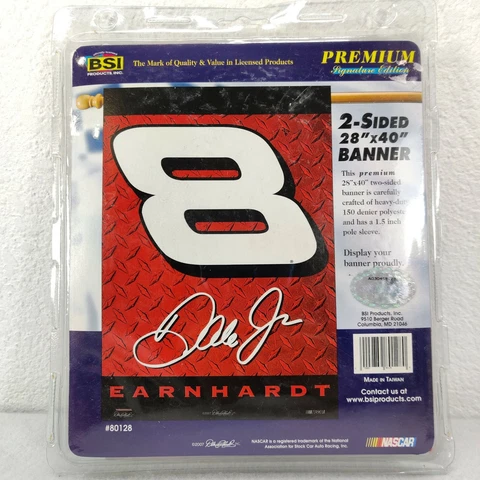 BSI
PRODUCTS, INC.
The Mark of Quality & Value in Licensed Products
PREMIUM
Signature Edition
2-SIDED
28"x40"
BANNER
This premium
28"x40" two-sided
banner is carefully
crafted of heavy-duty
150 denier polyester
and has a 1.5 inch
pole sleeve.
Display your
banner proudly.
8
Dale Jr.
EARNHARDT
BSI Products, Inc.
9510 Berger Road
Columbia, MD 21046
MADE IN TAIWAN
Contact us at
www.bsiproducts.com
#80128
©2007
NASCAR is a registered trademark of the National
Association for Stock Car Auto Racing, Inc.
NASCAR